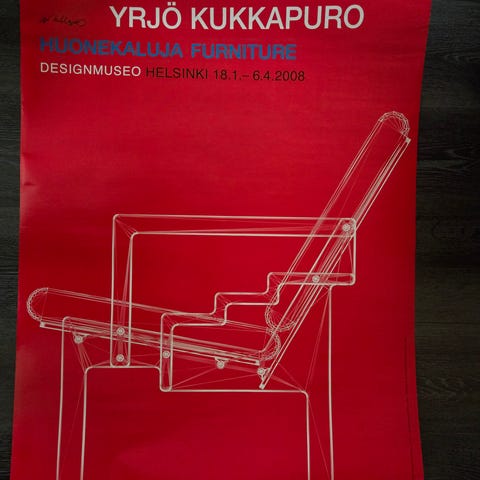 YRJÖ KUKKAPURO
HUONEKALUJA FURNITURE
DESIGNMUSEO HELSINKI 18.1.– 6.4.2008